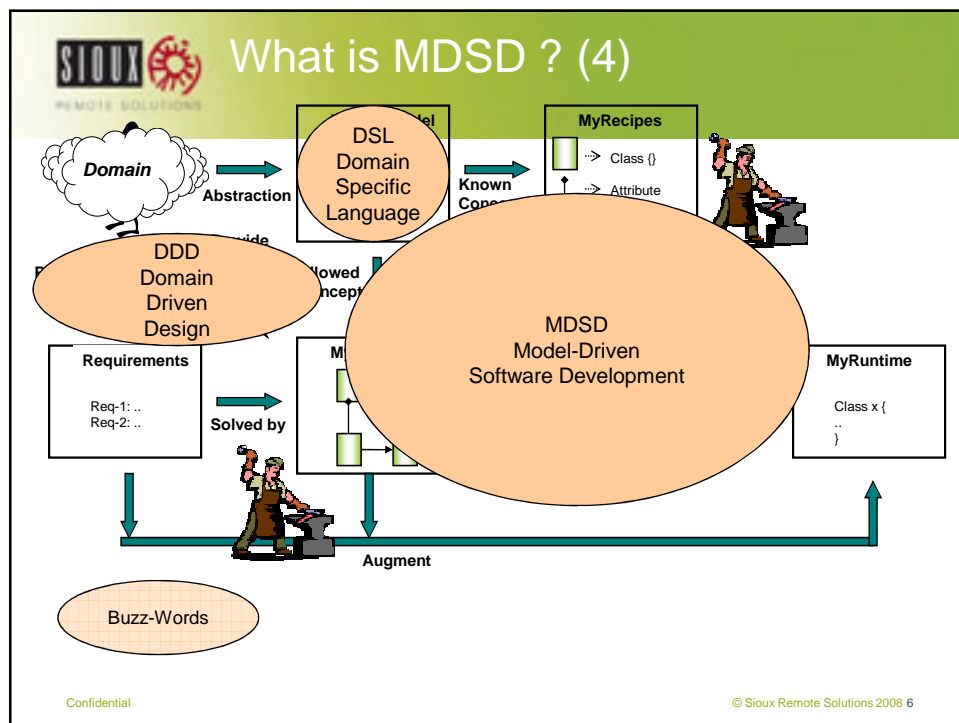 SIOUX
REMOTE SOLUTIONS
What is MDSD ? (4)
Domain
Abstraction
DSL
Domain
Specific
Language
Known
MyRecipes
Class {}
Attribute
DDD
Domain
Driven
Design
MDSD
Model-Driven
Software Development
Requirements
Req-1: ..
Req-2: ..
Solved by
MyRuntime
Class x {
..
}
Augment
Buzz-Words
Confidential
© Sioux Remote Solutions 2008 6